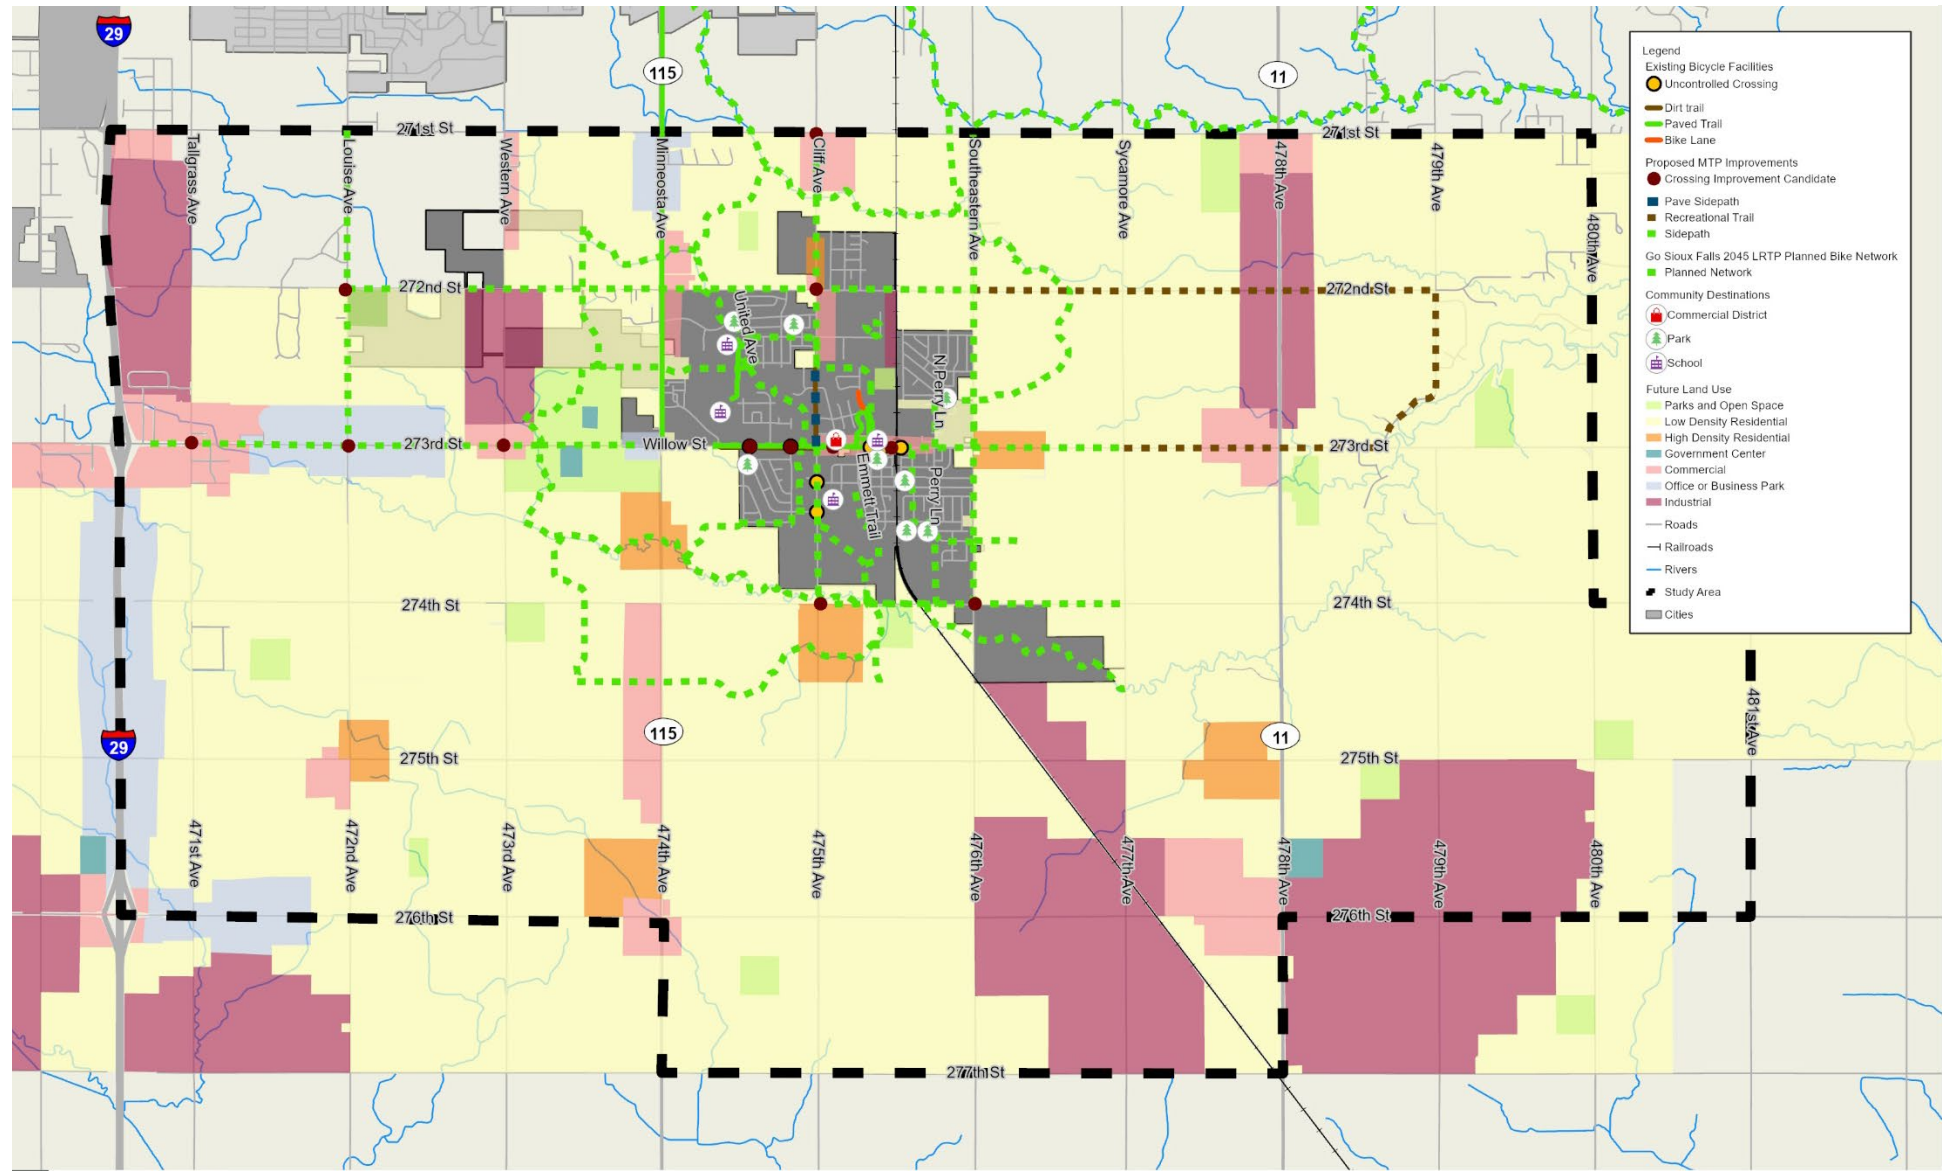 29
115
11
271st St
271st St
Tallgrass Ave
Louise Ave
Western Ave
Minneosta Ave
Cliff Ave
Southeastern Ave
Sycamore Ave
478th Ave
479th Ave
480th Ave
272nd St
272nd St
United Ave
N Perry Ln
273rd St
Willow St
273rd St
Emmett Trail
Perry Ln
274th St
274th St
29
115
11
481st Ave
275th St
275th St
471st Ave
472nd Ave
473rd Ave
474th Ave
475th Ave
476th Ave
477th Ave
478th Ave
479th Ave
480th Ave
276th St
276th St
277th St
Legend
Existing Bicycle Facilities
Uncontrolled Crossing
Dirt trail
Paved Trail
Bike Lane
Proposed MTP Improvements
Crossing Improvement Candidate
Pave Sidepath
Recreational Trail
Sidepath
Go Sioux Falls 2045 LRTP Planned Bike Network
Planned Network
Community Destinations
Commercial District
Park
School
Future Land Use
Parks and Open Space
Low Density Residential
High Density Residential
Government Center
Commercial
Office or Business Park
Industrial
Roads
Railroads
Rivers
Study Area
Cities